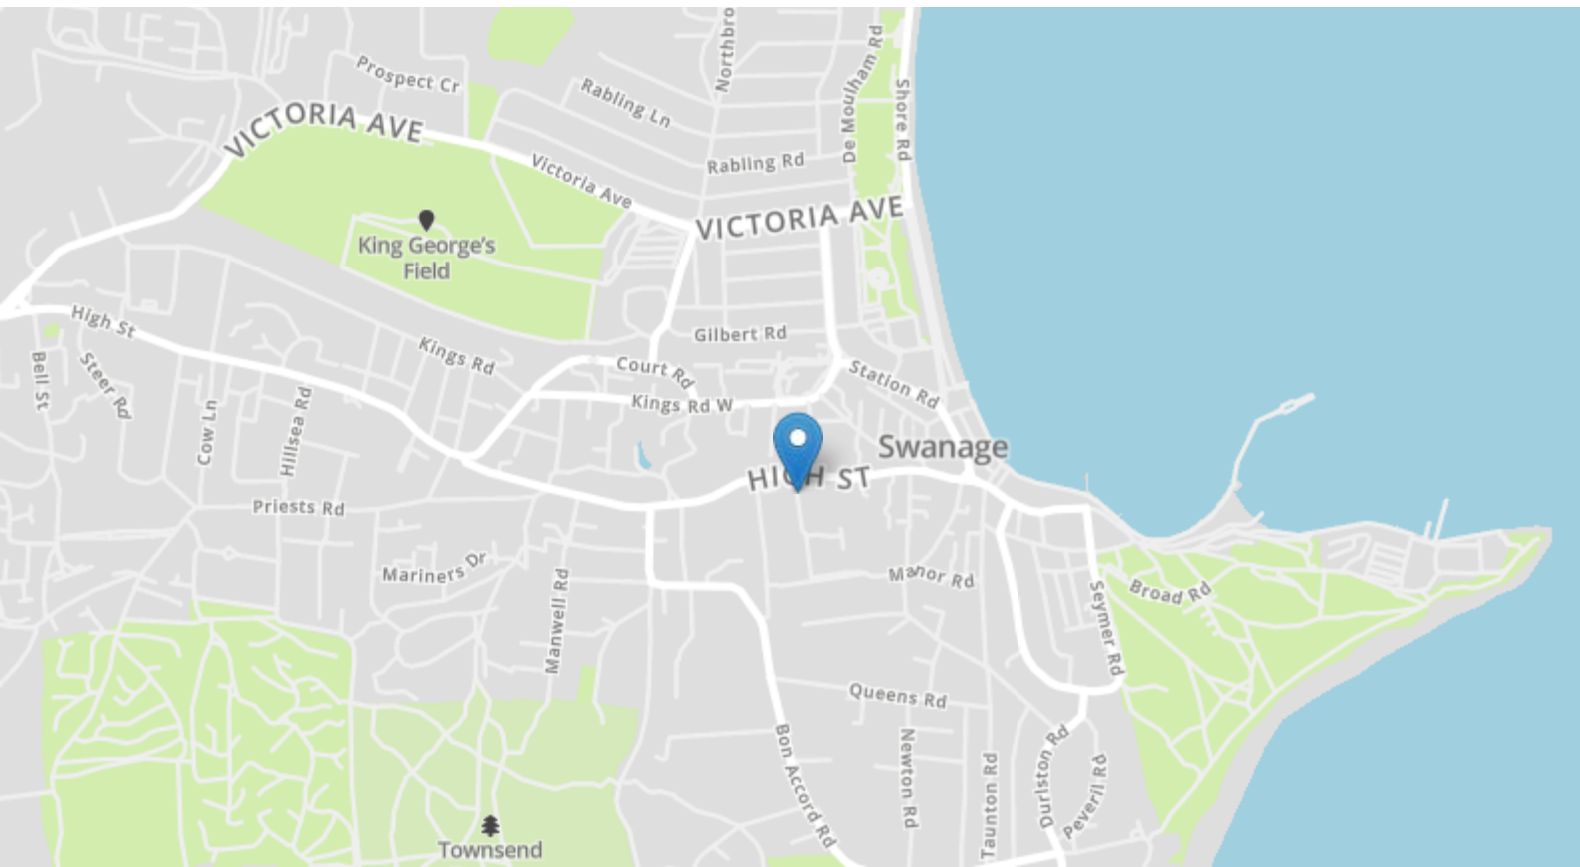 Northbro
De Moulham Rd
Shore Rd
Prospect Cr
Rabling Ln
VICTORIA AVE
Rabling Rd
Victoria Ave
VICTORIA AVE
King George's
Field
High St
Gilbert Rd
Kings Rd
Court Rd
Station Rd
Bell St
Steer Rd
Cow Ln
Hillsea Rd
Kings Rd W
Swanage
HIGH ST
Priests Rd
Mariners Dr
Manwell Rd
Manor Rd
Broad Rd
Seymer Rd
Queens Rd
Bon Accord Rd
Newton Rd
Taunton Rd
Durlston Rd
Peveril Rd
Townsend